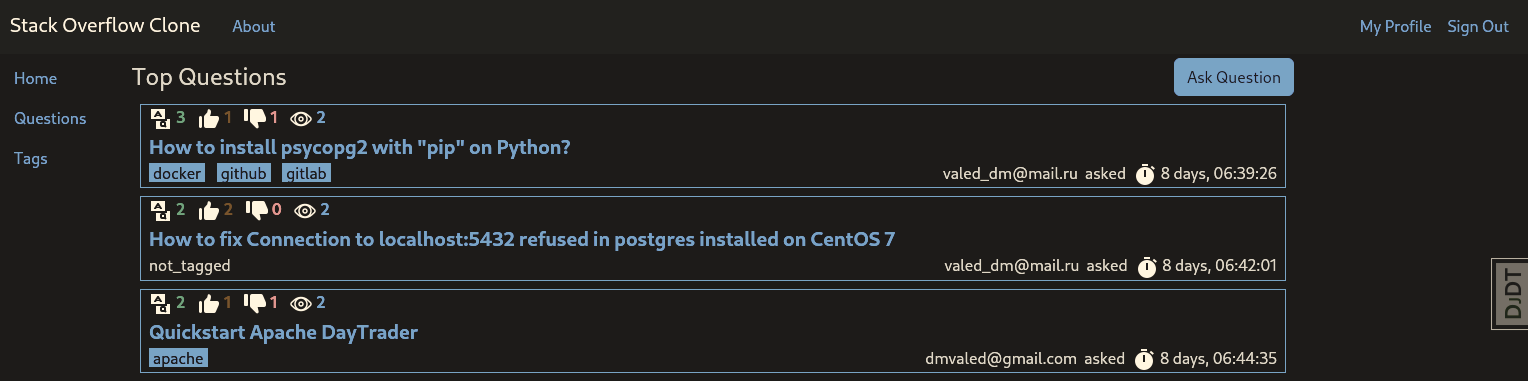 Stack Overflow Clone About My Profile Sign Out
Home
Questions
Tags
Top Questions Ask Question
3 1 1 2
How to install psycopg2 with "pip" on Python?
docker github gitlab valed_dm@mail.ru asked 8 days, 06:39:26
2 2 0 2
How to fix Connection to localhost:5432 refused in postgres installed on CentOS 7
not_tagged valed_dm@mail.ru asked 8 days, 06:42:01
2 1 1 2
Quickstart Apache DayTrader
apache dmvaled@gmail.com asked 8 days, 06:44:35
DJDT